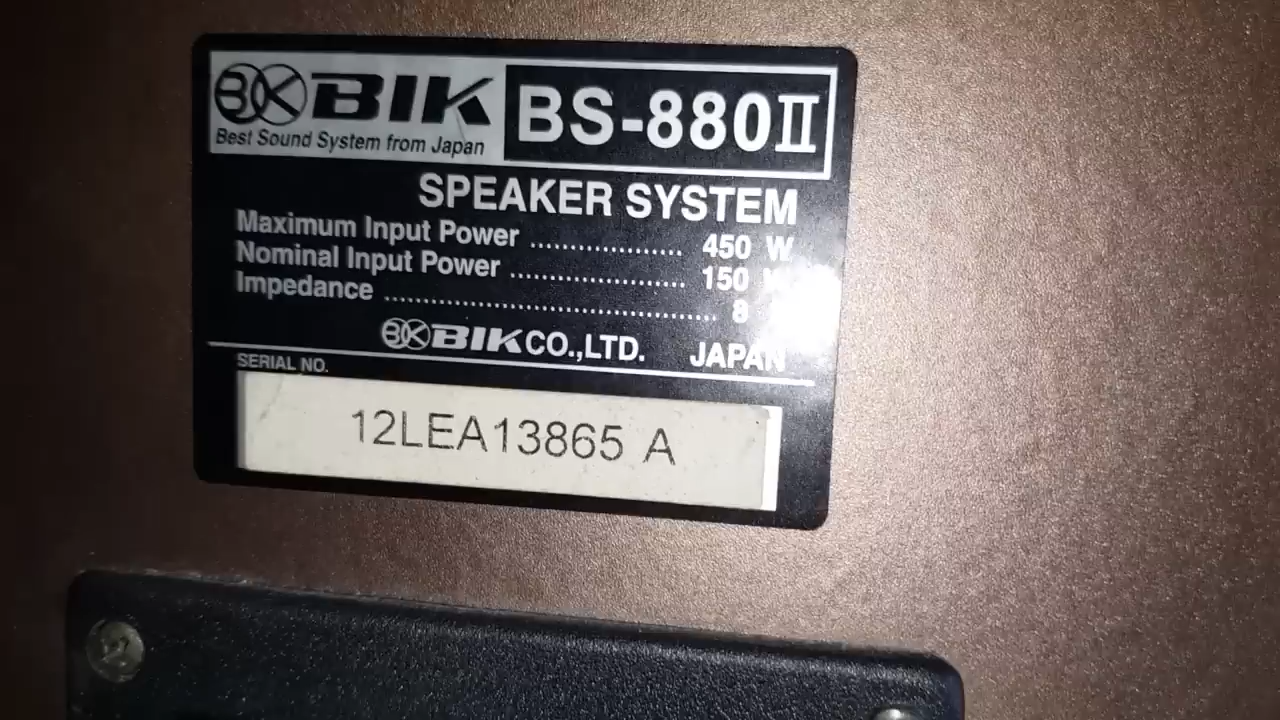 BIK BS-880II
Best Sound System from Japan
SPEAKER SYSTEM
Maximum Input Power .................. 450 W
Nominal Input Power .................... 150
Impedance ....................................... 8
BIK CO.,LTD. JAPAN
SERIAL NO.
12LEA13865 A